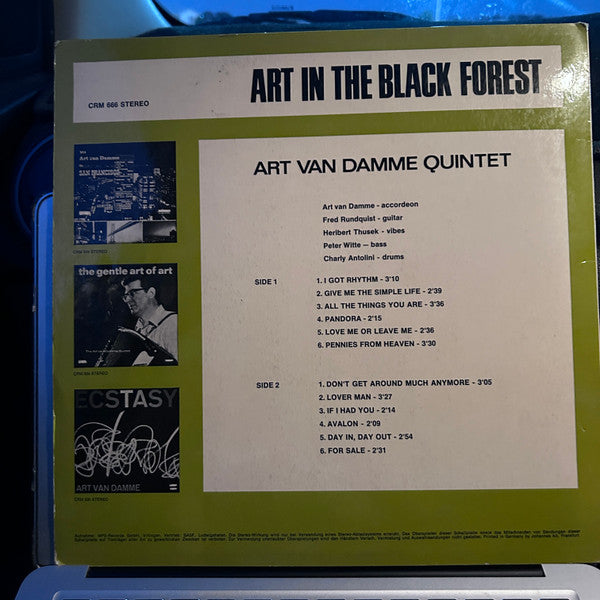 ART IN THE BLACK FOREST
CRM 666 STEREO
ART VAN DAMME QUINTET
Art van Damme - accordeon
Fred Rundquist - guitar
Heribert Thusek - vibes
Peter Witte — bass
Charly Antolini - drums
SIDE 1
1. I GOT RHYTHM - 3'10
2. GIVE ME THE SIMPLE LIFE - 2'39
3. ALL THE THINGS YOU ARE - 3'36
4. PANDORA - 2'15
5. LOVE ME OR LEAVE ME - 2'36
6. PENNIES FROM HEAVEN - 3'30
SIDE 2
1. DON'T GET AROUND MUCH ANYMORE - 3'05
2. LOVER MAN - 3'27
3. IF I HAD YOU - 2'14
4. AVALON - 2'09
5. DAY IN, DAY OUT - 2'54
6. FOR SALE - 2'31
Art van Damme
SAN FRANCISCO
the gentle art of art
ECSTASY
ART VAN DAMME